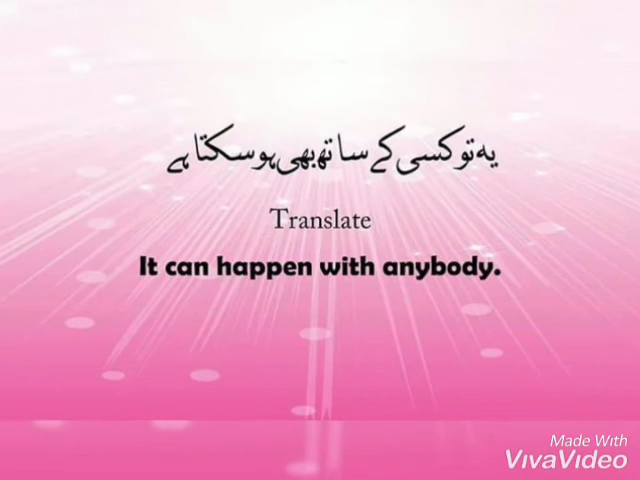 یہ تو کسی کے ساتھ بھی ہو سکتا ہے
Translate
It can happen with anybody.
Made With
VivaVideo